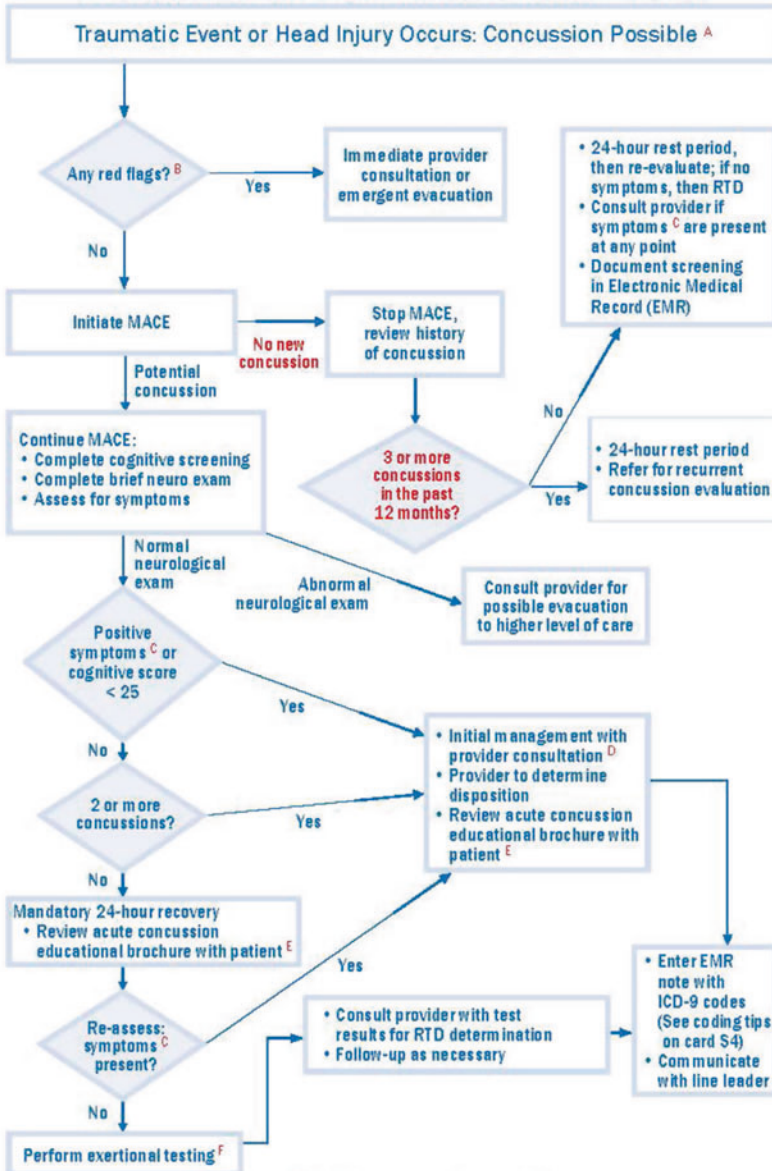 Traumatic Event or Head Injury Occurs: Concussion Possible A
Any red flags? B
Yes
Immediate provider
consultation or
emergent evacuation
No
• 24-hour rest period,
then re-evaluate; if no
symptoms, then RTD
• Consult provider if
symptoms C are present
at any point
• Document screening
in Electronic Medical
Record (EMR)
Initiate MACE
No new
concussion
Stop MACE,
review history
of concussion
Potential
concussion
No
Continue MACE:
• Complete cognitive screening
• Complete brief neuro exam
• Assess for symptoms
3 or more
concussions
in the past
12 months?
Yes
• 24-hour rest period
• Refer for recurrent
concussion evaluation
Normal
neurological
exam
Abnormal
neurological exam
Consult provider for
possible evacuation
to higher level of care
Positive
symptoms C or
cognitive score
< 25
Yes
No
• Initial management with
provider consultation D
• Provider to determine
disposition
• Review acute concussion
educational brochure with
patient E
2 or more
concussions?
Yes
No
Mandatory 24-hour recovery
• Review acute concussion
educational brochure with patient E
Yes
Re-assess:
symptoms C
present?
• Consult provider with test
results for RTD determination
• Follow-up as necessary
• Enter EMR
note with
ICD-9 codes
(See coding tips
on card S4)
• Communicate
with line leader
No
Perform exertional testing F